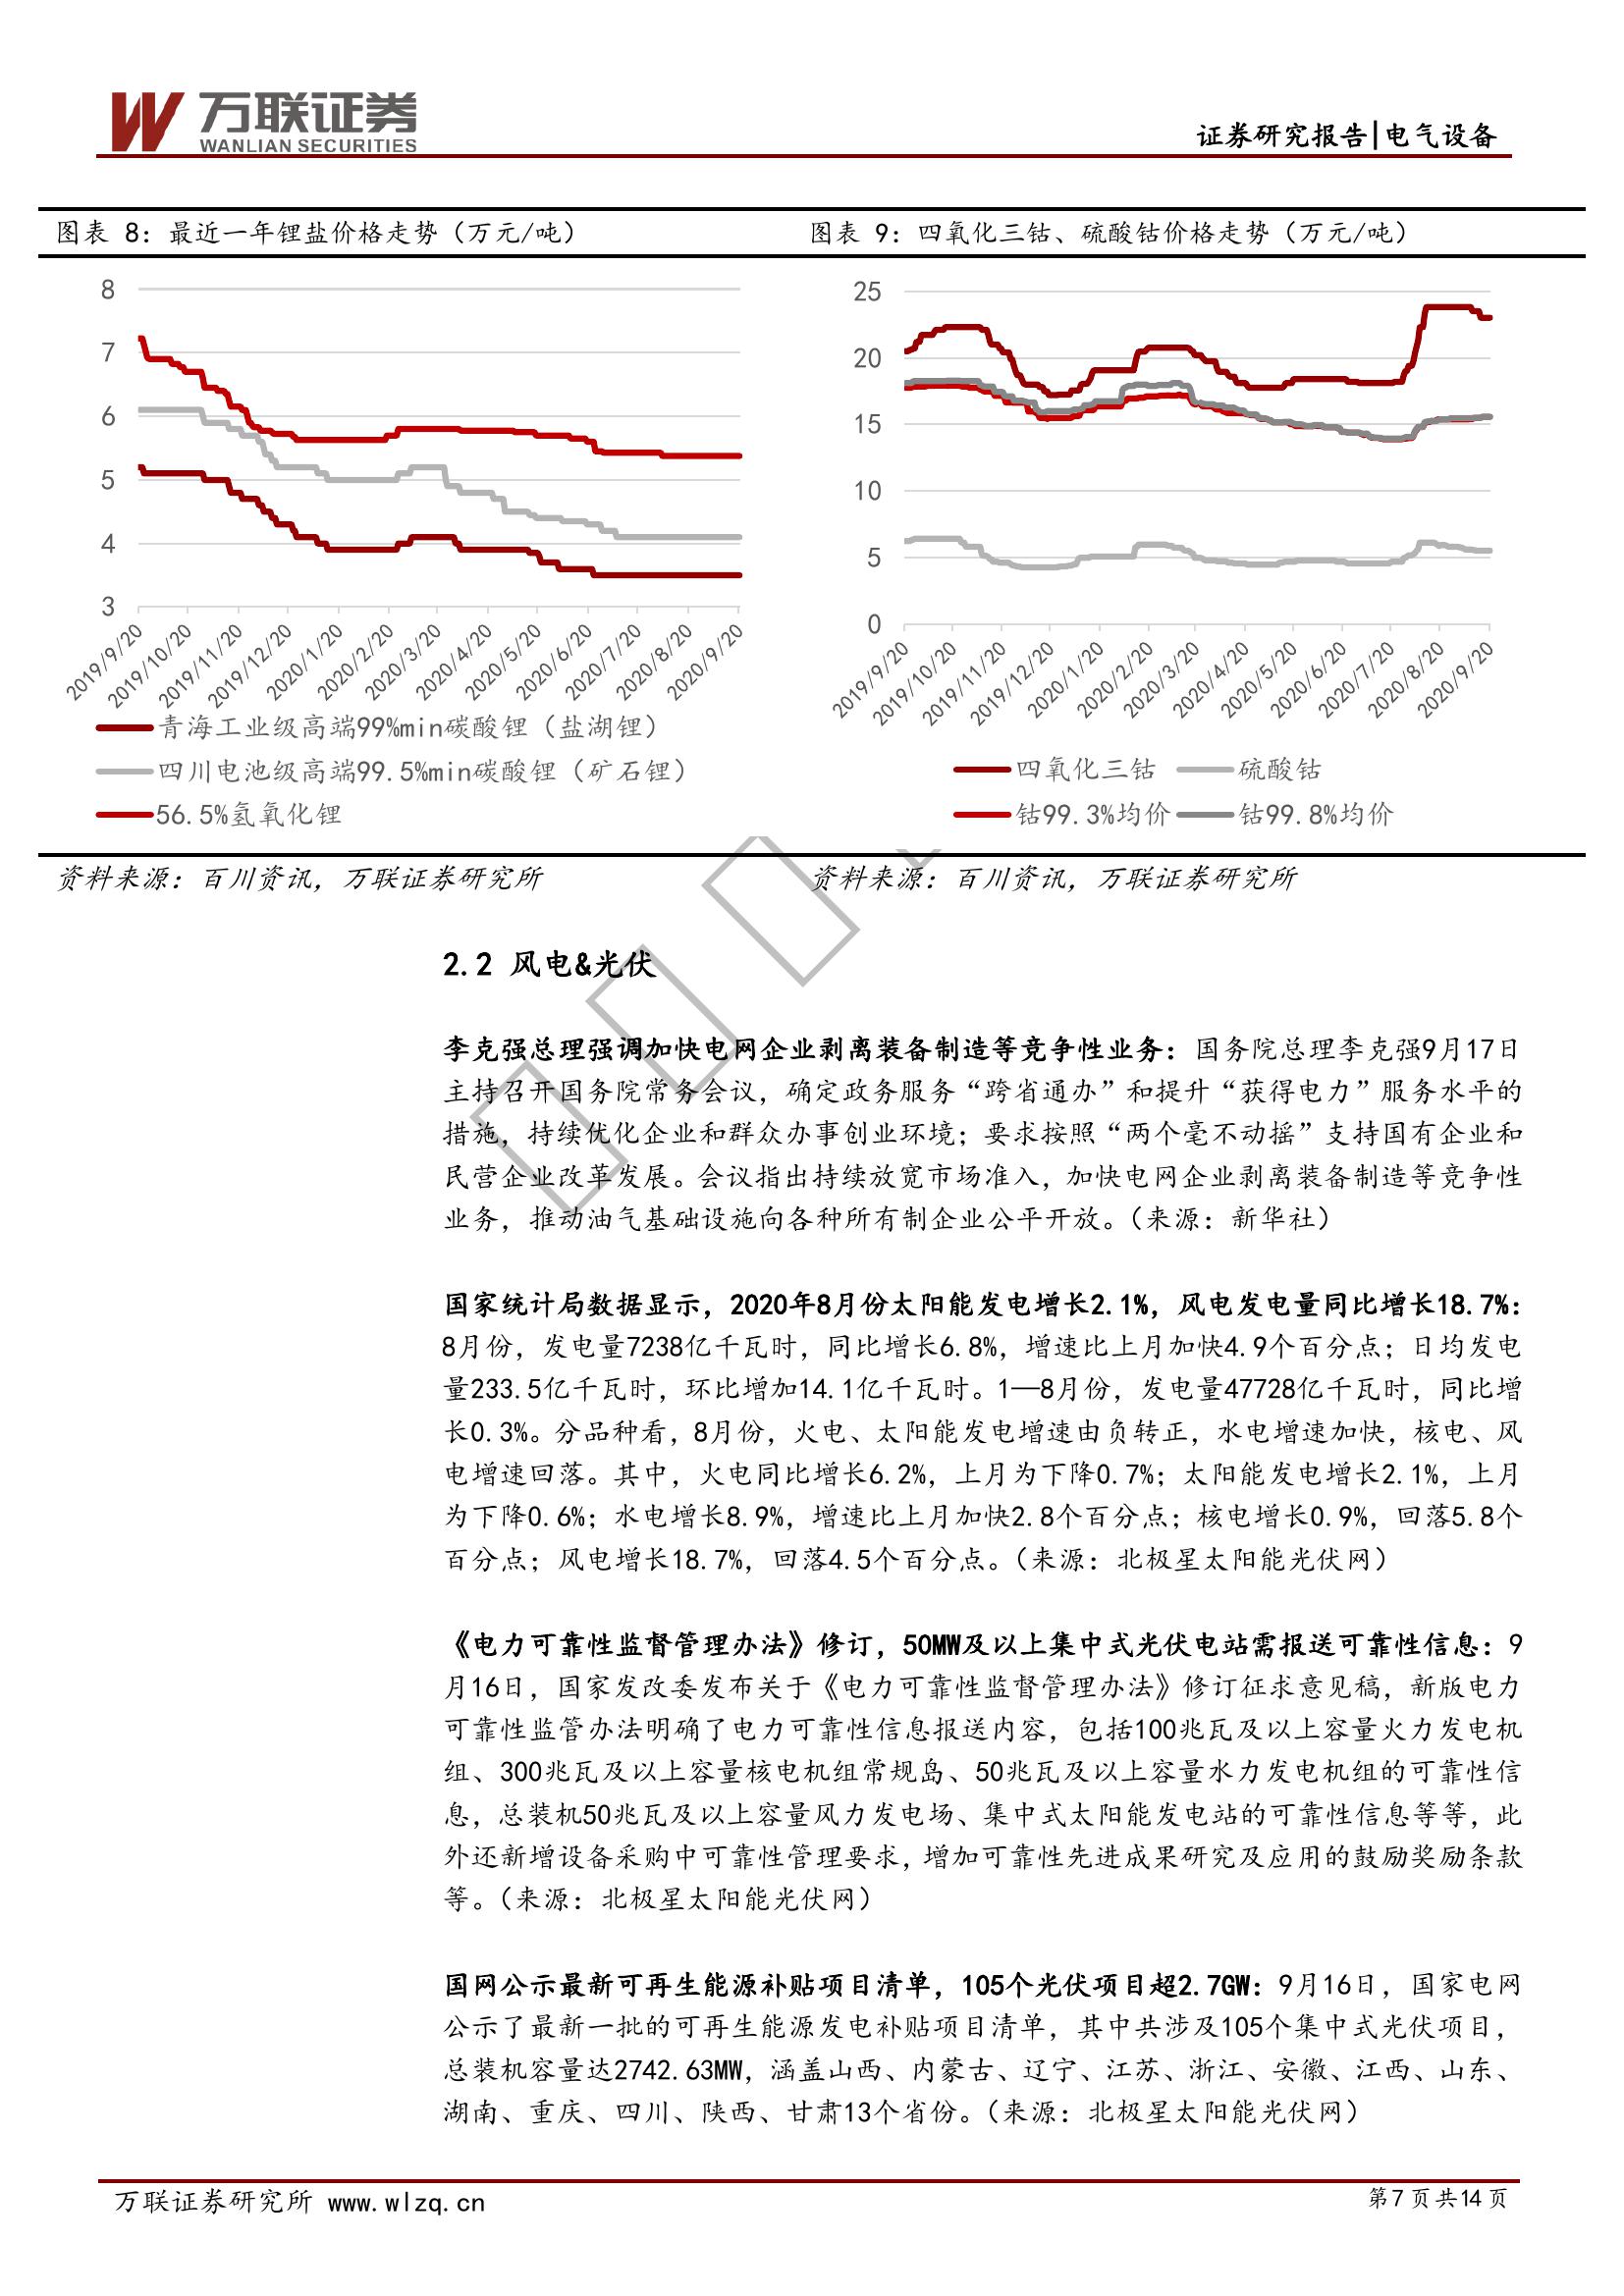 万联证券
WANLIAN SECURITIES
证券研究报告|电气设备
图表 8：最近一年锂盐价格走势（万元/吨）
8
7
6
5
4
3
2019/9/20
2019/10/20
2019/11/20
2019/12/20
2020/1/20
2020/2/20
2020/3/20
2020/4/20
2020/5/20
2020/6/20
2020/7/20
2020/8/20
2020/9/20
青海工业级高端99%min碳酸锂（盐湖锂）
四川电池级高端99.5%min碳酸锂（矿石锂）
56.5%氢氧化锂
资料来源：百川资讯，万联证券研究所
图表 9：四氧化三钴、硫酸钴价格走势（万元/吨）
25
20
15
10
5
0
2019/9/20
2019/10/20
2019/11/20
2019/12/20
2020/1/20
2020/2/20
2020/3/20
2020/4/20
2020/5/20
2020/6/20
2020/7/20
2020/8/20
2020/9/20
四氧化三钴 硫酸钴
钴99.3%均价 钴99.8%均价
资料来源：百川资讯，万联证券研究所
2.2 风电&光伏
李克强总理强调加快电网企业剥离装备制造等竞争性业务：国务院总理李克强9月17日
主持召开国务院常务会议，确定政务服务“跨省通办”和提升“获得电力”服务水平的
措施，持续优化企业和群众办事创业环境；要求按照“两个毫不动摇”支持国有企业和
民营企业改革发展。会议指出持续放宽市场准入，加快电网企业剥离装备制造等竞争性
业务，推动油气基础设施向各种所有制企业公平开放。（来源：新华社）
国家统计局数据显示，2020年8月份太阳能发电增长2.1%，风电发电量同比增长18.7%：
8月份，发电量7238亿千瓦时，同比增长6.8%，增速比上月加快4.9个百分点；日均发电
量233.5亿千瓦时，环比增加14.1亿千瓦时。1—8月份，发电量47728亿千瓦时，同比增
长0.3%。分品种看，8月份，火电、太阳能发电增速由负转正，水电增速加快，核电、风
电增速回落。其中，火电同比增长6.2%，上月为下降0.7%；太阳能发电增长2.1%，上月
为下降0.6%；水电增长8.9%，增速比上月加快2.8个百分点；核电增长0.9%，回落5.8个
百分点；风电增长18.7%，回落4.5个百分点。（来源：北极星太阳能光伏网）
《电力可靠性监督管理办法》修订，50MW及以上集中式光伏电站需报送可靠性信息：9
月16日，国家发改委发布关于《电力可靠性监督管理办法》修订征求意见稿，新版电力
可靠性监管办法明确了电力可靠性信息报送内容，包括100兆瓦及以上容量火力发电机
组、300兆瓦及以上容量核电机组常规岛、50兆瓦及以上容量水力发电机组的可靠性信
息，总装机50兆瓦及以上容量风力发电场、集中式太阳能发电站的可靠性信息等等，此
外还新增设备采购中可靠性管理要求，增加可靠性先进成果研究及应用的鼓励奖励条款
等。（来源：北极星太阳能光伏网）
国网公示最新可再生能源补贴项目清单，105个光伏项目超2.7GW：9月16日，国家电网
公示了最新一批的可再生能源发电补贴项目清单，其中共涉及105个集中式光伏项目，
总装机容量达2742.63MW，涵盖山西、内蒙古、辽宁、江苏、浙江、安徽、江西、山东、
湖南、重庆、四川、陕西、甘肃13个省份。（来源：北极星太阳能光伏网）
万联证券研究所 www.wlzq.cn
第7页共14页